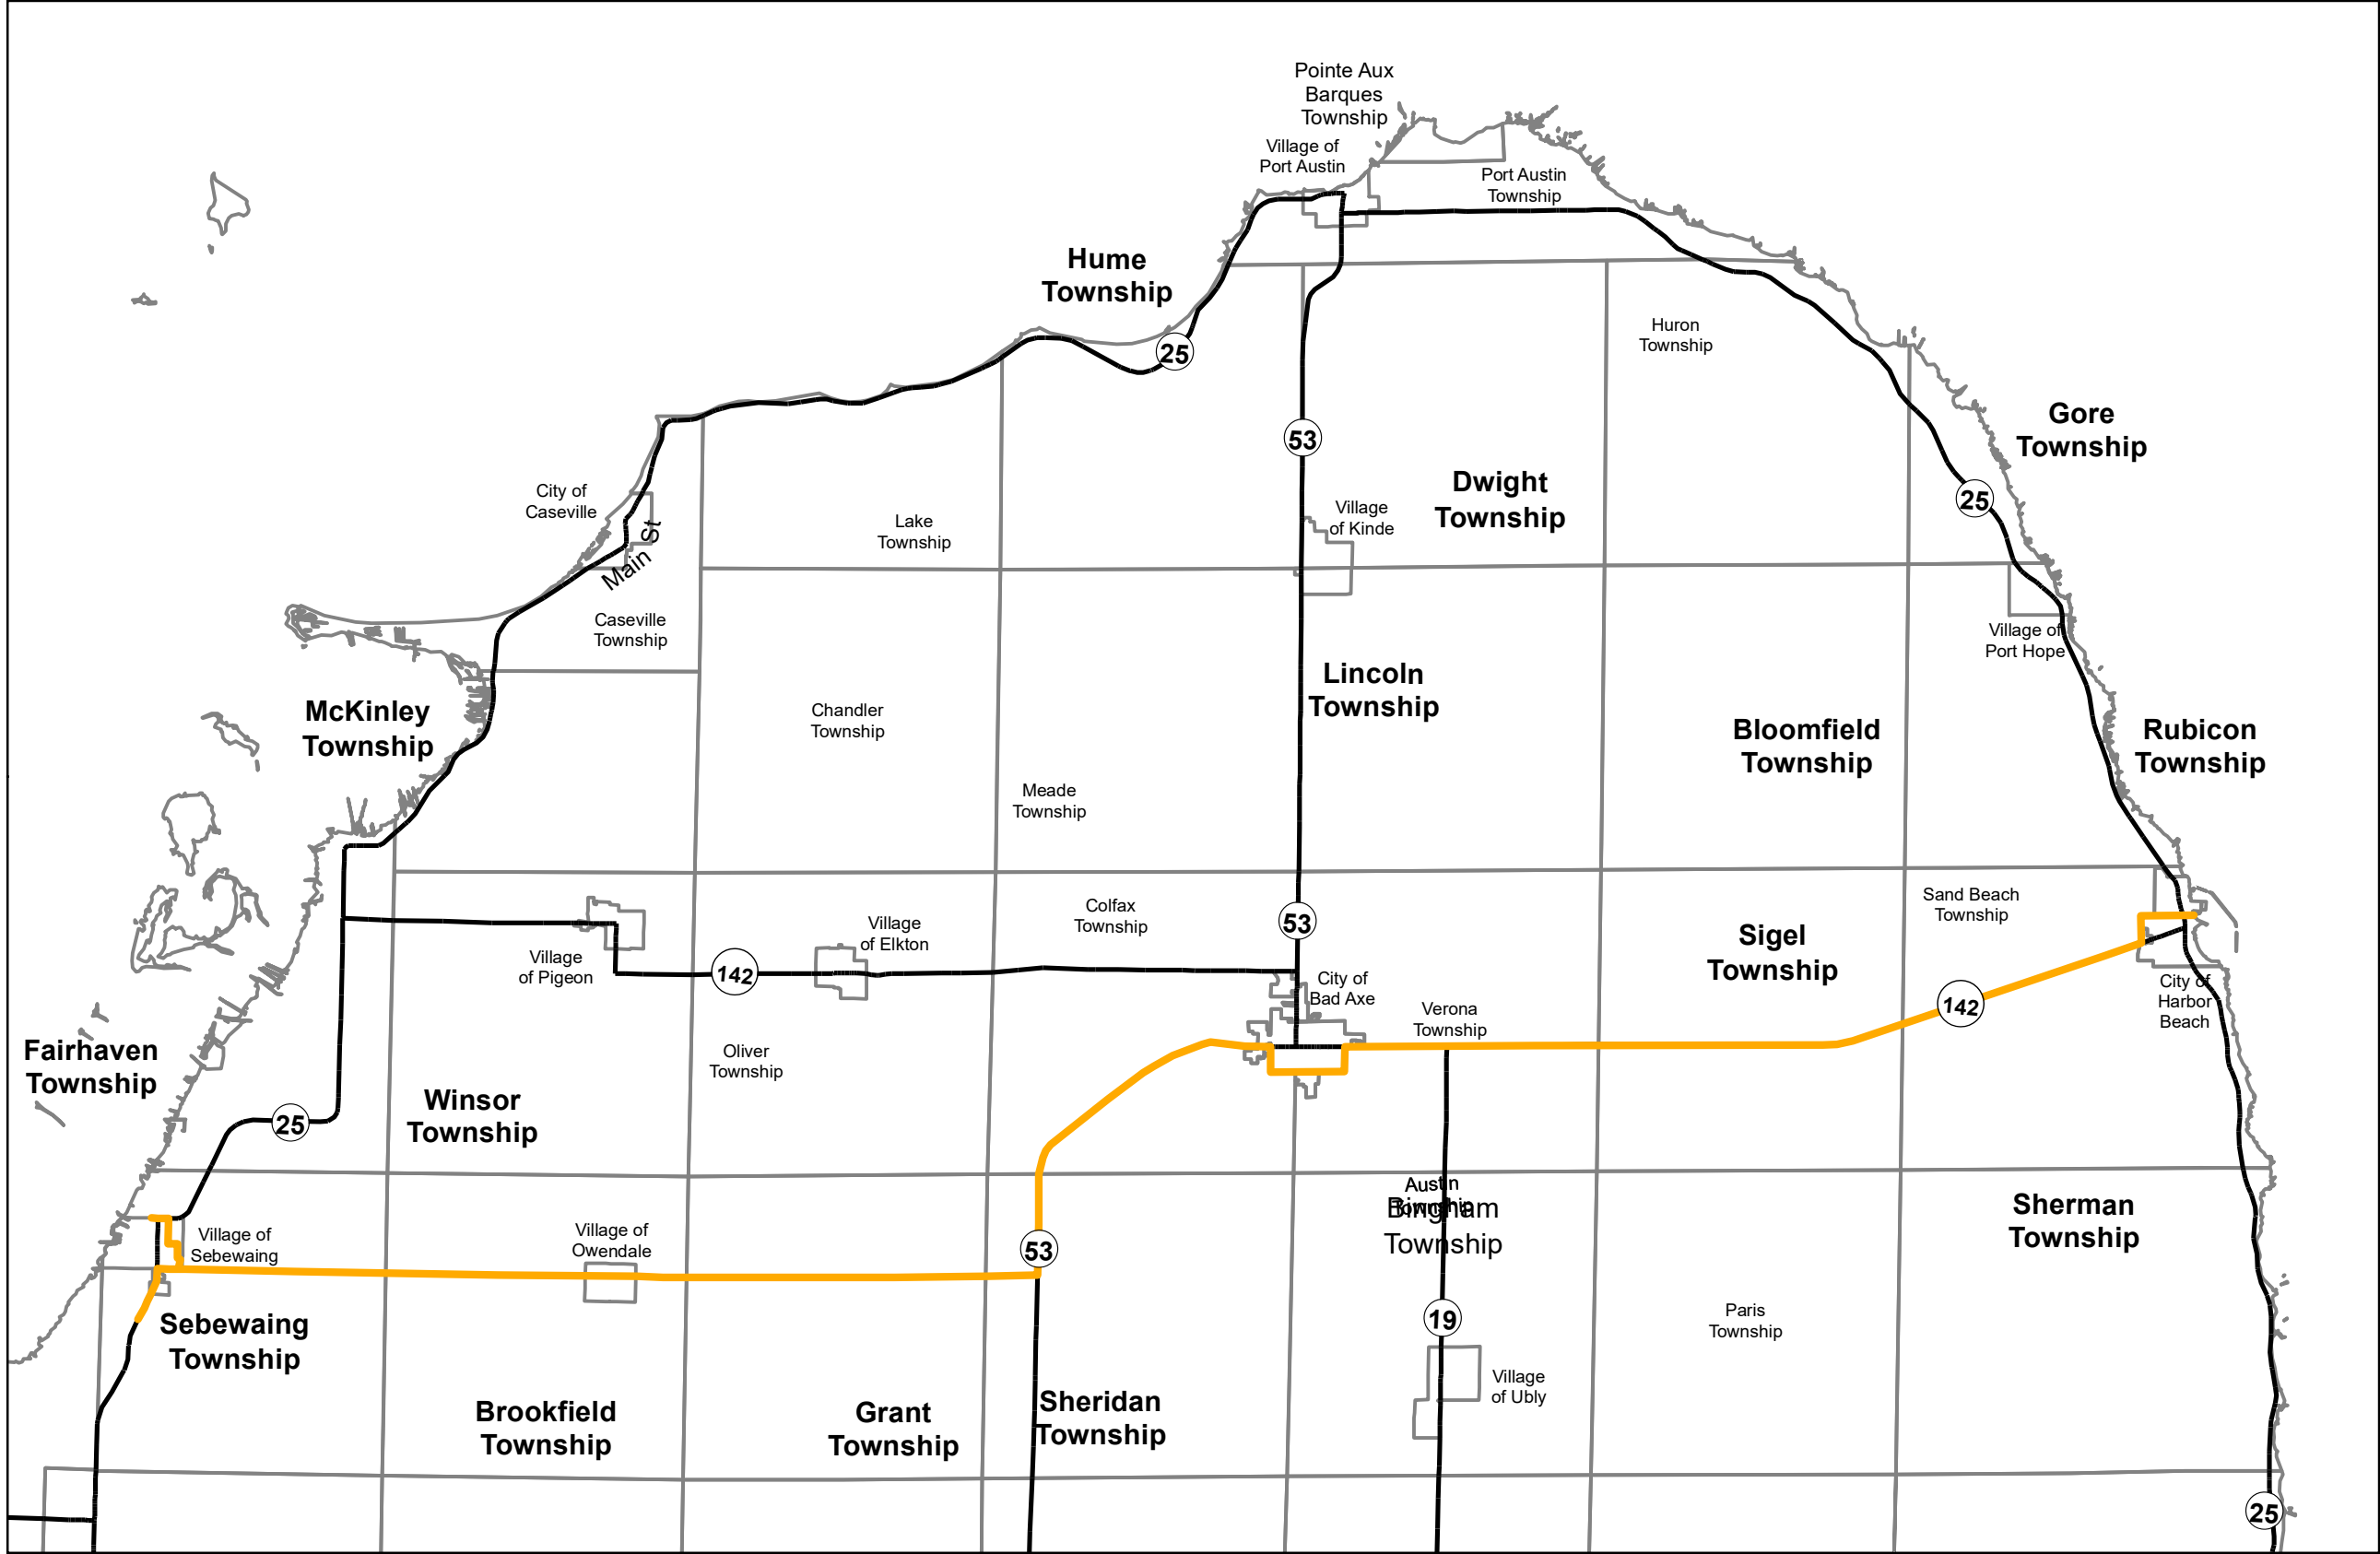 Pointe Aux
Barques
Township
Village of
Port Austin
Port Austin
Township
Hume
Township
Huron
Township
25
Gore
Township
53
Dwight
Township
City of
Caseville
Village
of Kinde
25
Lake
Township
Main St
Caseville
Township
Village of
Port Hope
Lincoln
Township
McKinley
Township
Chandler
Township
Bloomfield
Township
Rubicon
Township
Meade
Township
Sand Beach
Township
Colfax
Township
53
Village
of Elkton
Sigel
Township
Village
of Pigeon
142
City of
Bad Axe
City of
Harbor
Beach
142
Verona
Township
Fairhaven
Township
Oliver
Township
Winsor
Township
25
Austin
Township
Bingham
Township
Sherman
Township
Village of
Sebewaing
Village of
Owendale
53
Sebewaing
Township
19
Paris
Township
Village
of Ubly
Brookfield
Township
Grant
Township
Sheridan
Township
25